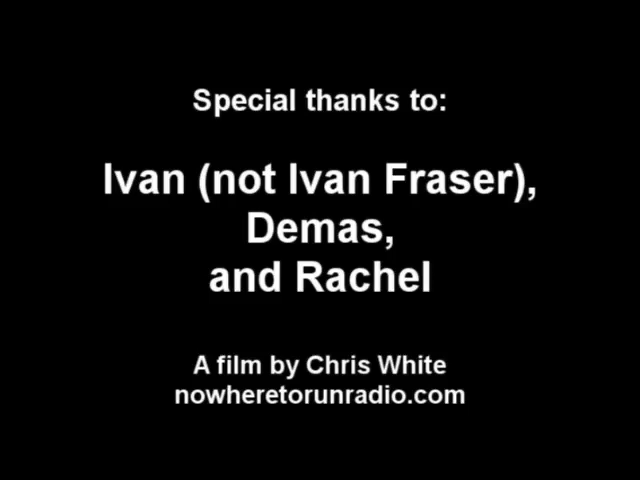 Special thanks to:
Ivan (not Ivan Fraser),
Demas,
and Rachel
A film by Chris White
nowheretorunradio.com